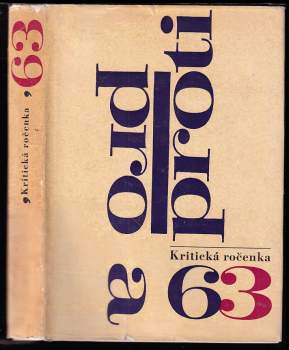 Kritická ročenka '63
pro
a
proti
Kritická ročenka
63